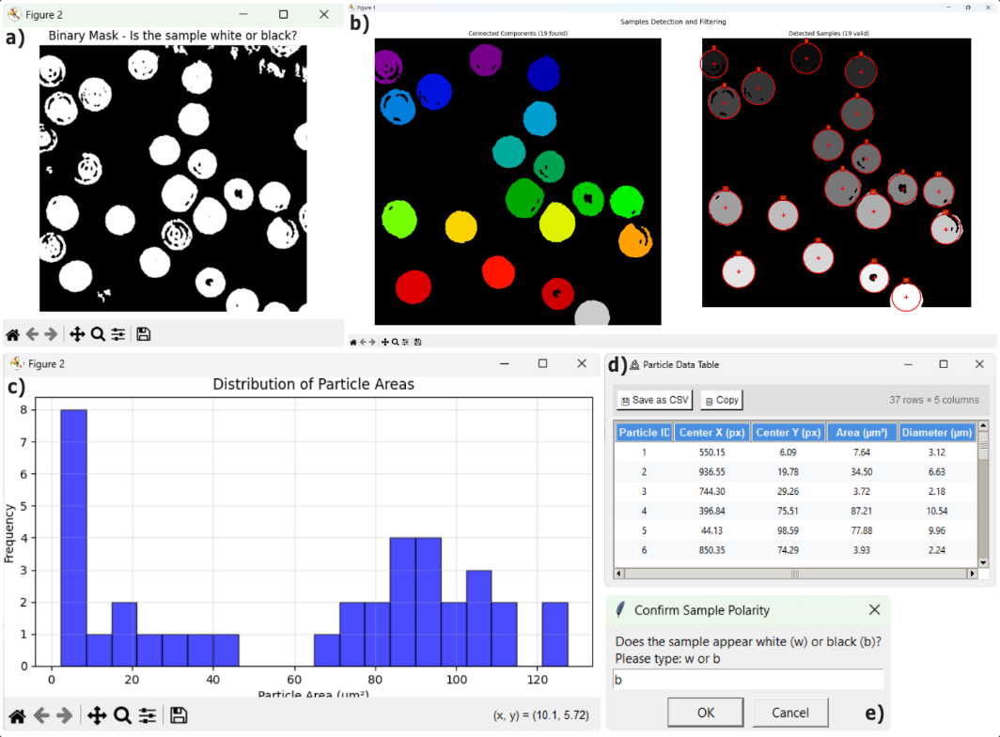 Figure 2
a)
Binary Mask - Is the sample white or black?
Figure 1
b)
Samples Detection and Filtering
Connected Components (19 found)
Detected Samples (19 valid)
Figure 2
c)
Distribution of Particle Areas
Frequency
8
7
6
5
4
3
2
1
0
0 20 40 60 80 100 120
Particle Area (µm²)
(x, y) = (10.1, 5.72)
d)
Particle Data Table
Save as CSV Copy 37 rows × 5 columns
Particle ID Center X (px) Center Y (px) Area (µm²) Diameter (µm)
1 550.15 6.09 7.64 3.12
2 936.55 19.78 34.50 6.63
3 744.30 29.26 3.72 2.18
4 396.84 75.51 87.21 10.54
5 44.13 98.59 77.88 9.96
6 850.35 74.29 3.93 2.24
Confirm Sample Polarity
Does the sample appear white (w) or black (b)?
Please type: w or b
b
OK Cancel
e)